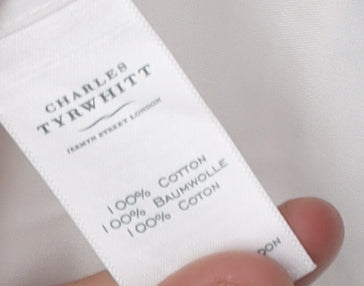 CHARLES
TYRWHITT
JERMYN STREET LONDON
100% COTTON
100% BAUMWOLLE
100% COTON